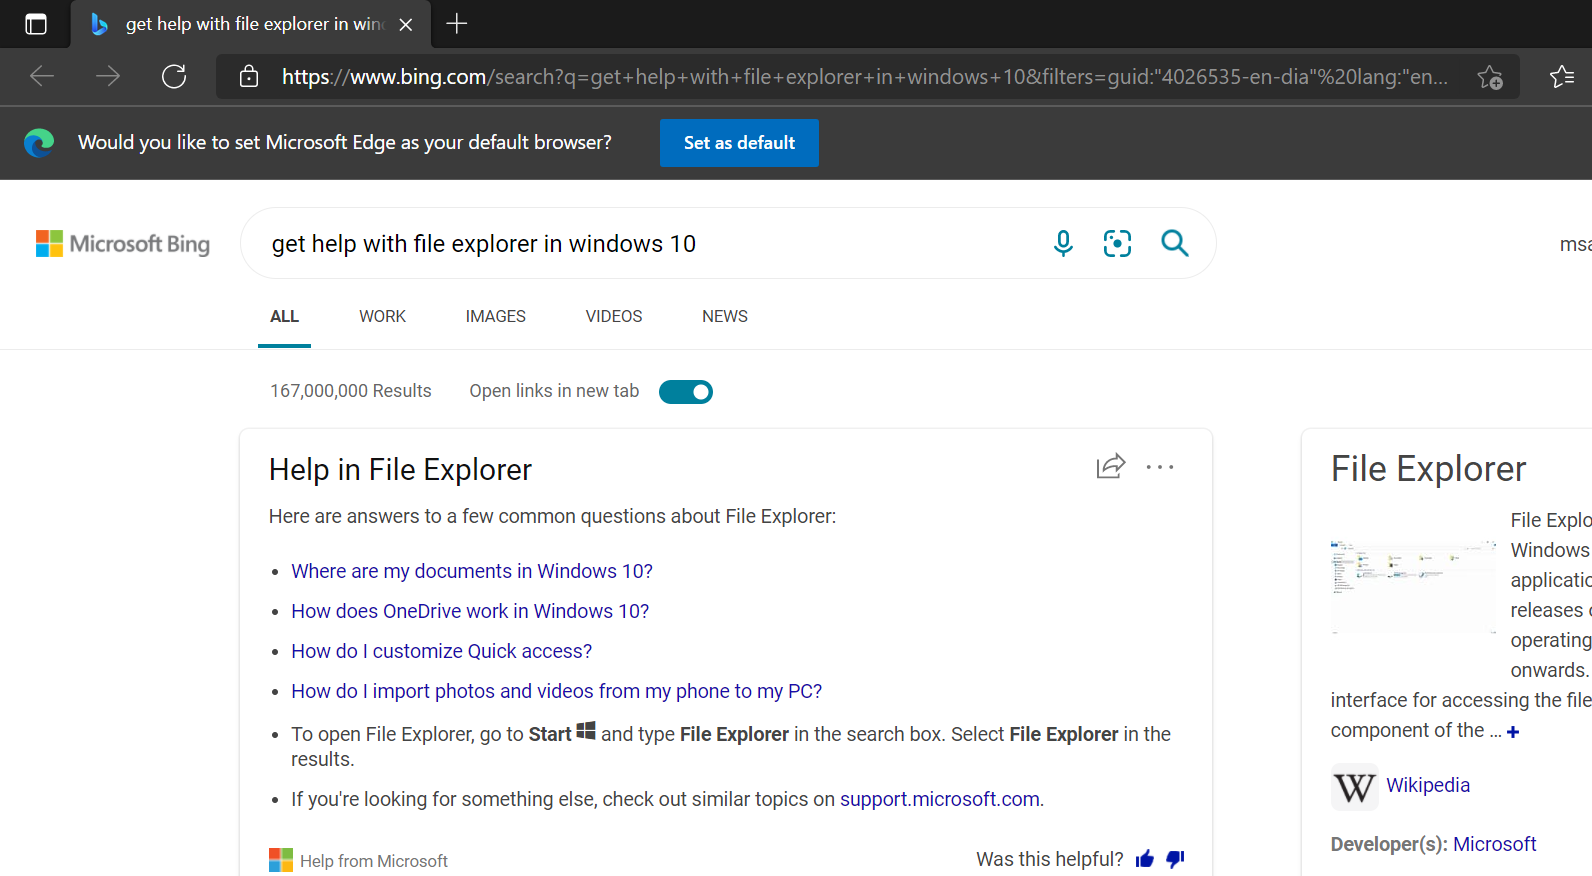 get help with file explorer in win
https://www.bing.com/search?q=get+help+with+file+explorer+in+windows+10&filters=guid:"4026535-en-dia"%20lang:"en...
Would you like to set Microsoft Edge as your default browser?
Set as default
Microsoft Bing
get help with file explorer in windows 10
msa
ALL
WORK
IMAGES
VIDEOS
NEWS
167,000,000 Results
Open links in new tab
Help in File Explorer
Here are answers to a few common questions about File Explorer:
• Where are my documents in Windows 10?
• How does OneDrive work in Windows 10?
• How do I customize Quick access?
• How do I import photos and videos from my phone to my PC?
• To open File Explorer, go to Start and type File Explorer in the search box. Select File Explorer in the
results.
• If you're looking for something else, check out similar topics on support.microsoft.com.
Help from Microsoft
Was this helpful?
File Explorer
File Explo
Windows
applicatio
releases
operating
onwards.
interface for accessing the file
component of the ... +
W Wikipedia
Developer(s): Microsoft